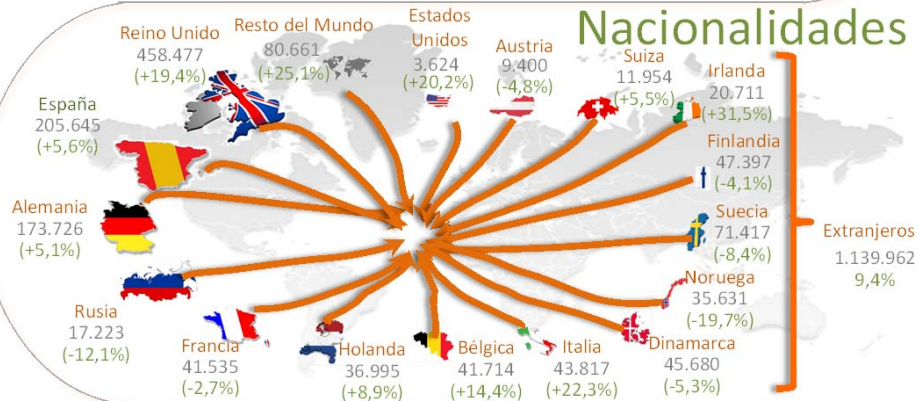 Nacionalidades
Reino Unido
458.477
(+19,4%)
Resto del Mundo
80.661
(+25,1%)
Estados
Unidos
3.624
(+20,2%)
Austria
9.400
(-4,8%)
Suiza
11.954
(+5,5%)
Irlanda
20.711
(+31,5%)
España
205.645
(+5,6%)
Finlandia
47.397
(-4,1%)
Alemania
173.726
(+5,1%)
Suecia
71.417
(-8,4%)
Extranjeros
1.139.962
9,4%
Rusia
17.223
(-12,1%)
Francia
41.535
(-2,7%)
Holanda
36.995
(+8,9%)
Bélgica
41.714
(+14,4%)
Italia
43.817
(+22,3%)
Dinamarca
45.680
(-5,3%)
Noruega
35.631
(-19,7%)